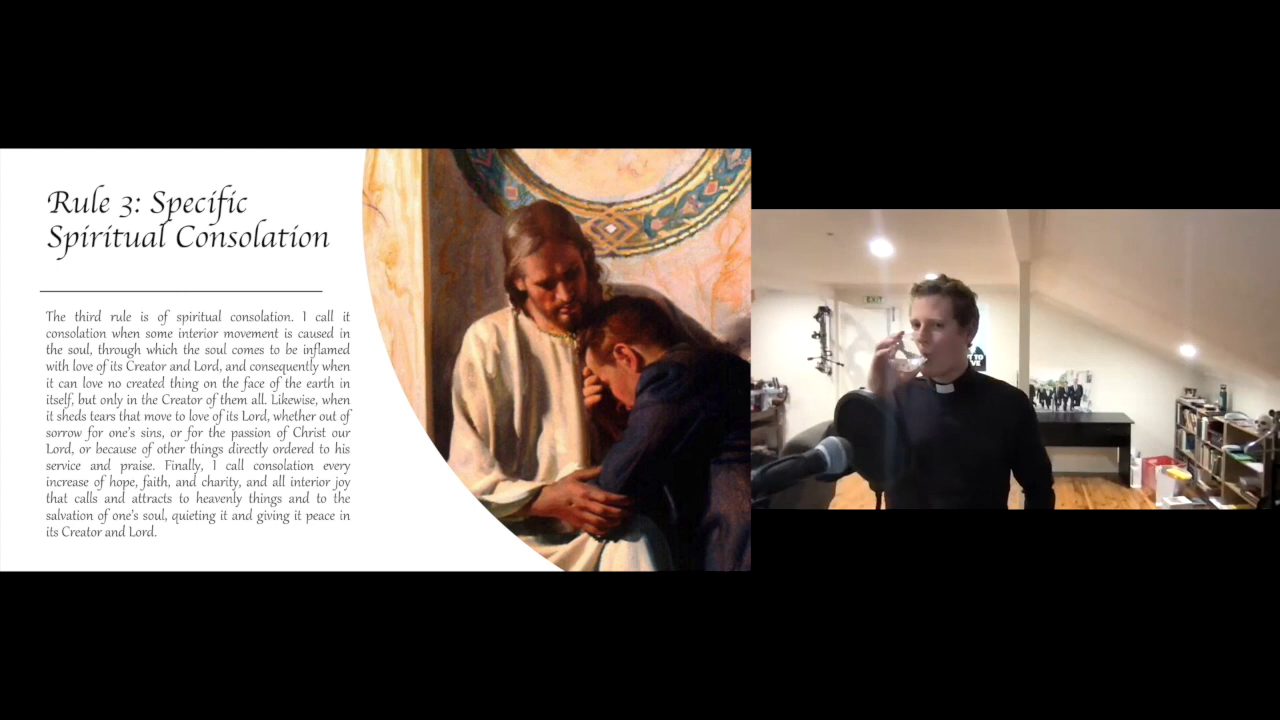 Rule 3: Specific
Spiritual Consolation
The third rule is of spiritual consolation. I call it
consolation when some interior movement is caused in
the soul, through which the soul comes to be inflamed
with love of its Creator and Lord, and consequently when
it can love no created thing on the face of the earth in
itself, but only in the Creator of them all. Likewise, when
it sheds tears that move to love of its Lord, whether out of
sorrow for one's sins, or for the passion of Christ our
Lord, or because of other things directly ordered to his
service and praise. Finally, I call consolation every
increase of hope, faith, and charity, and all interior joy
that calls and attracts to heavenly things and to the
salvation of one's soul, quieting it and giving it peace in
its Creator and Lord.
EXIT